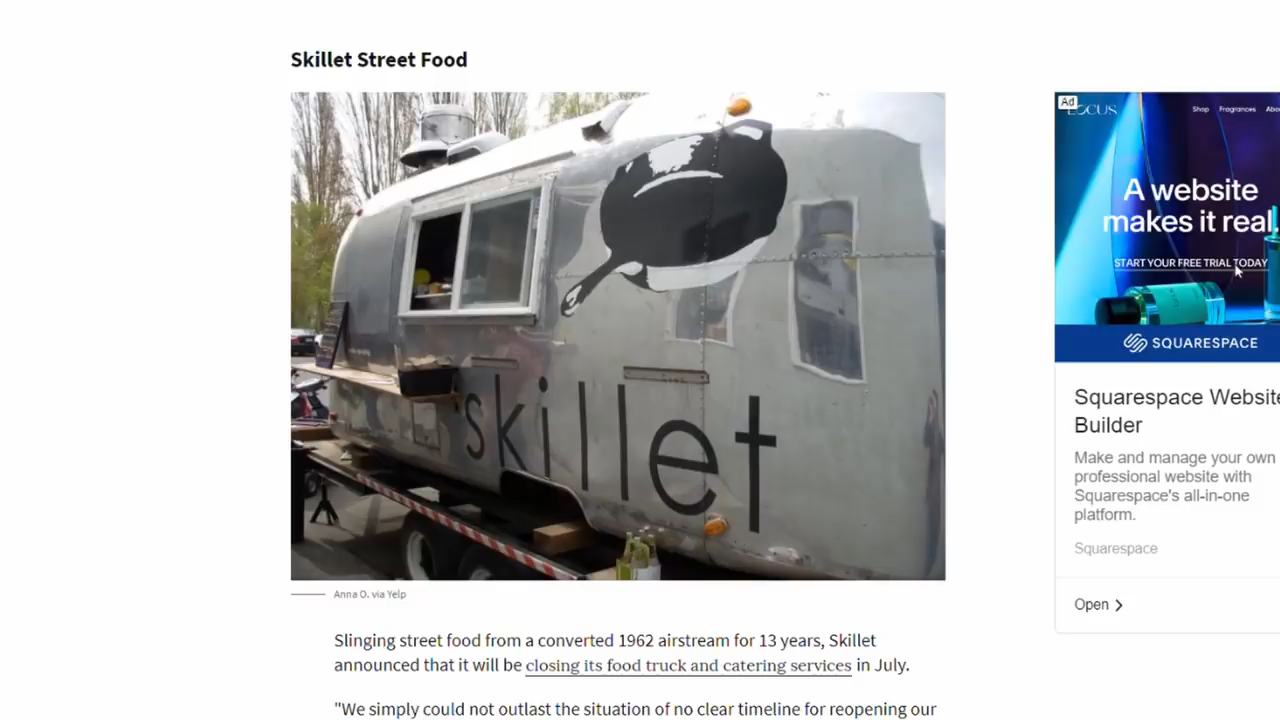 Skillet Street Food
skillet
Anna O. via Yelp
Slinging street food from a converted 1962 airstream for 13 years, Skillet
announced that it will be closing its food truck and catering services in July.
"We simply could not outlast the situation of no clear timeline for reopening our
Ad
Shop Fragrances
A website
makes it real.
START YOUR FREE TRIAL TODAY
SQUARESPACE
Squarespace Website
Builder
Make and manage your own
professional website with
Squarespace's all-in-one
platform.
Squarespace
Open